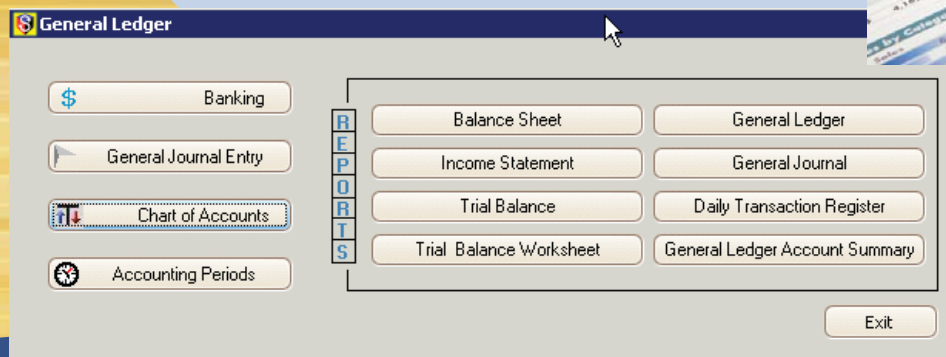 General Ledger
Banking
General Journal Entry
Chart of Accounts
Accounting Periods
REPORTS
Balance Sheet
General Ledger
Income Statement
General Journal
Trial Balance
Daily Transaction Register
Trial Balance Worksheet
General Ledger Account Summary
Exit